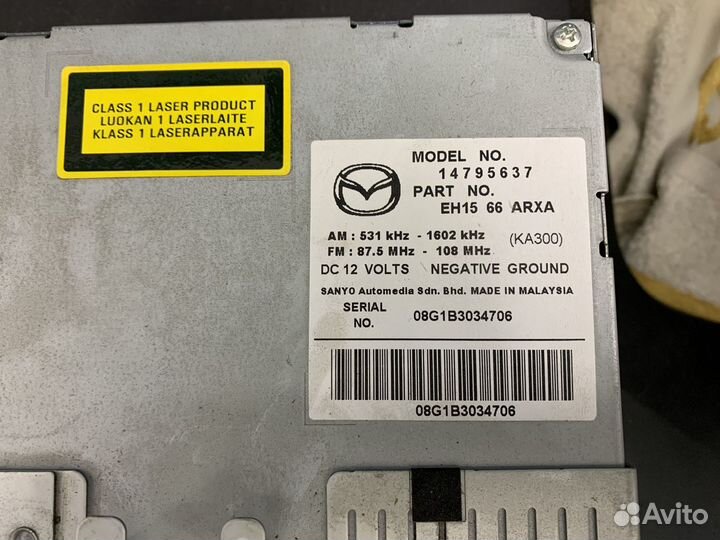 CLASS 1 LASER PRODUCT
LUOKAN 1 LASERLAITE
KLASS 1 LASERAPPARAT
MODEL NO.
14795637
PART NO.
EH15 66 ARXA
AM : 531 kHz - 1602 kHz (KA300)
FM : 87.5 MHz - 108 MHz
DC 12 VOLTS NEGATIVE GROUND
SANYO Automedia Sdn. Bhd. MADE IN MALAYSIA
SERIAL NO. 08G1B3034706
08G1B3034706
Avito